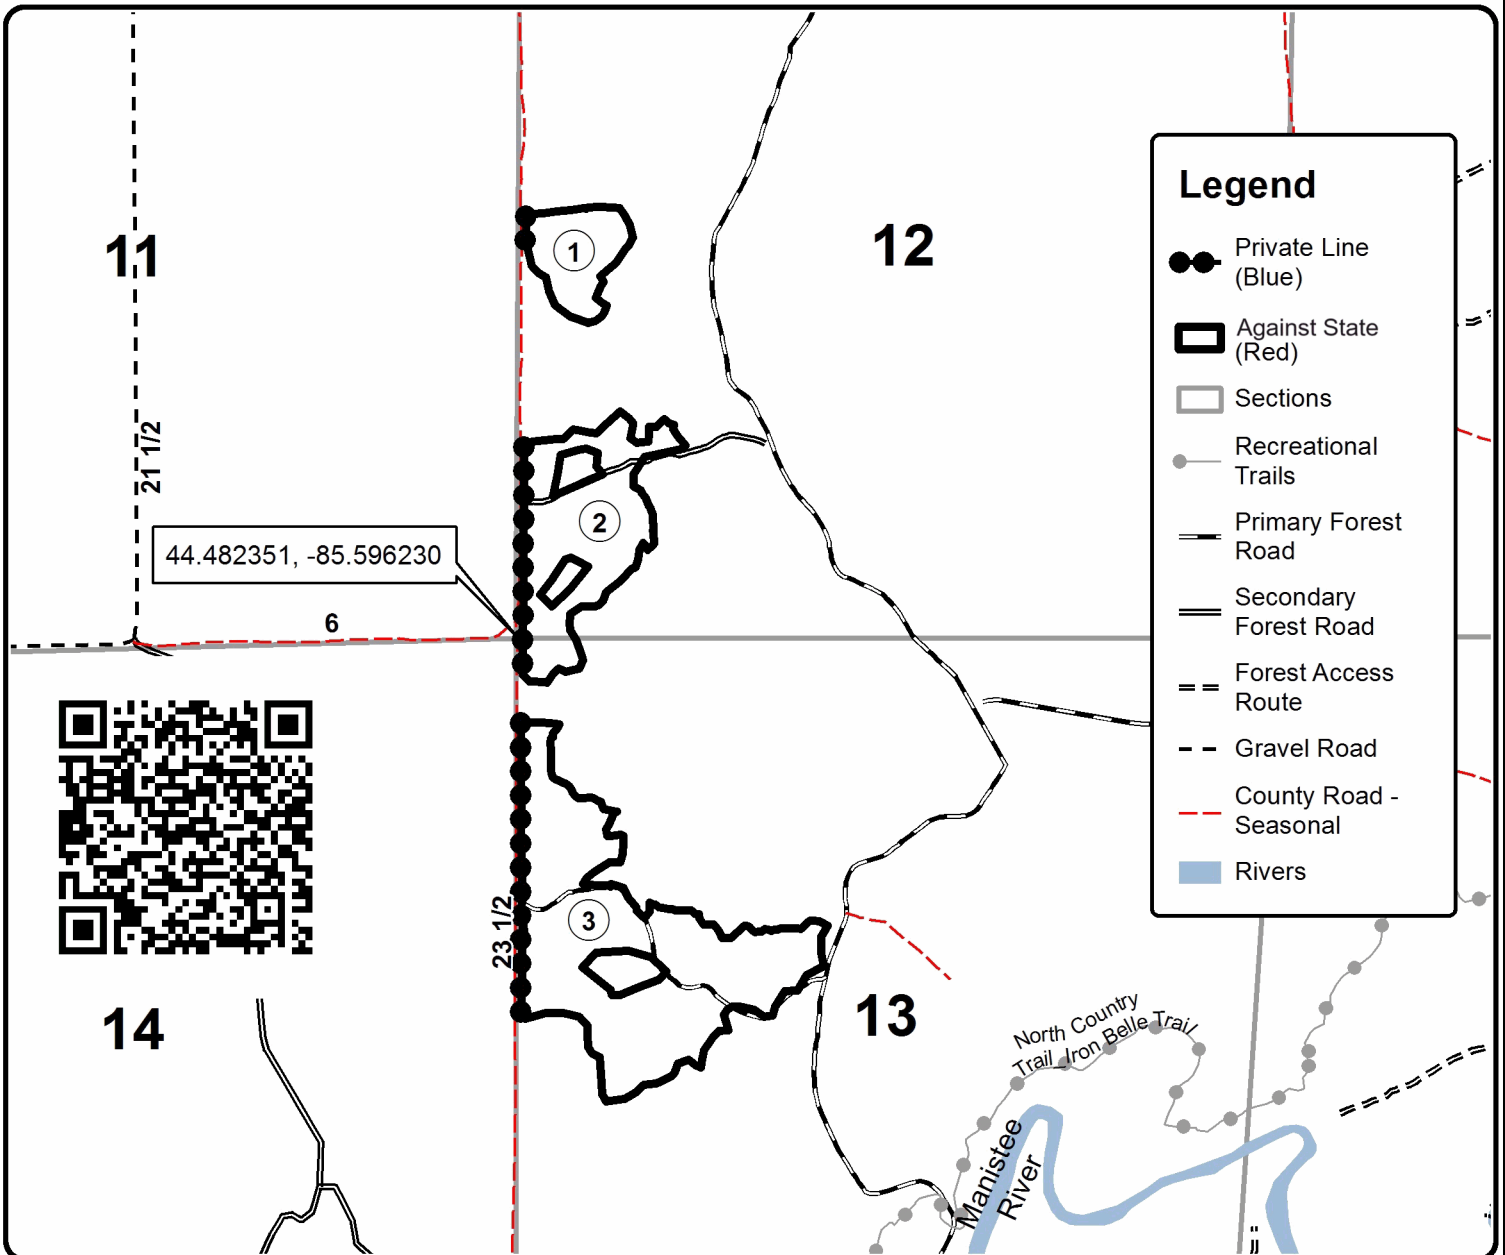 11
12
1
21 1/2
2
44.482351, -85.596230
6
3
23 1/2
14
13
North Country
Trail_Iron Belle Trail
Manistee
River
Legend
Private Line
(Blue)
Against State
(Red)
Sections
Recreational
Trails
Primary Forest
Road
Secondary
Forest Road
Forest Access
Route
Gravel Road
County Road -
Seasonal
Rivers